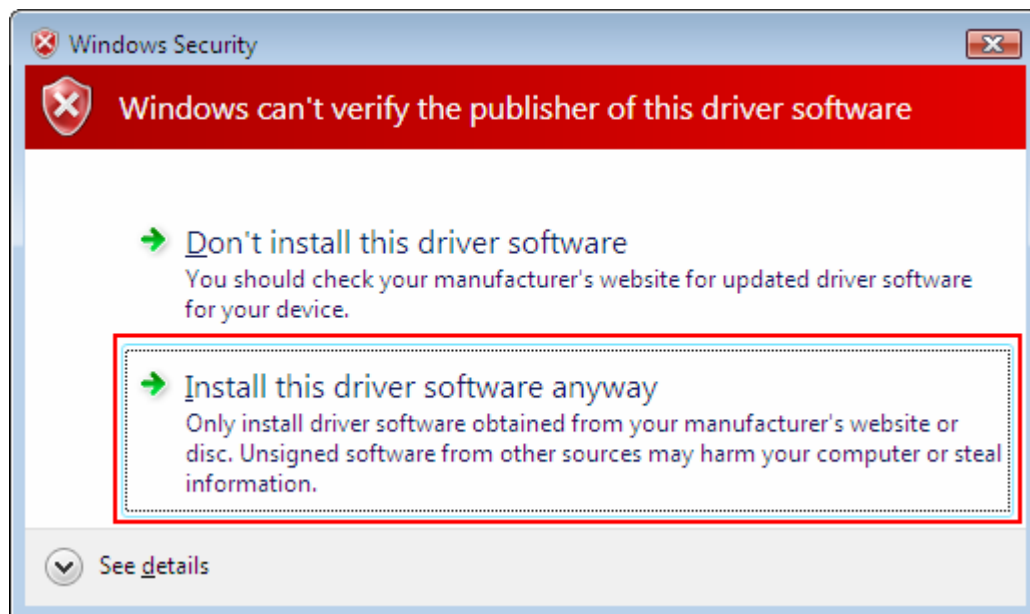 Windows Security
Windows can't verify the publisher of this driver software
Don't install this driver software
You should check your manufacturer's website for updated driver software
for your device.
Install this driver software anyway
Only install driver software obtained from your manufacturer's website or
disc. Unsigned software from other sources may harm your computer or steal
information.
See details